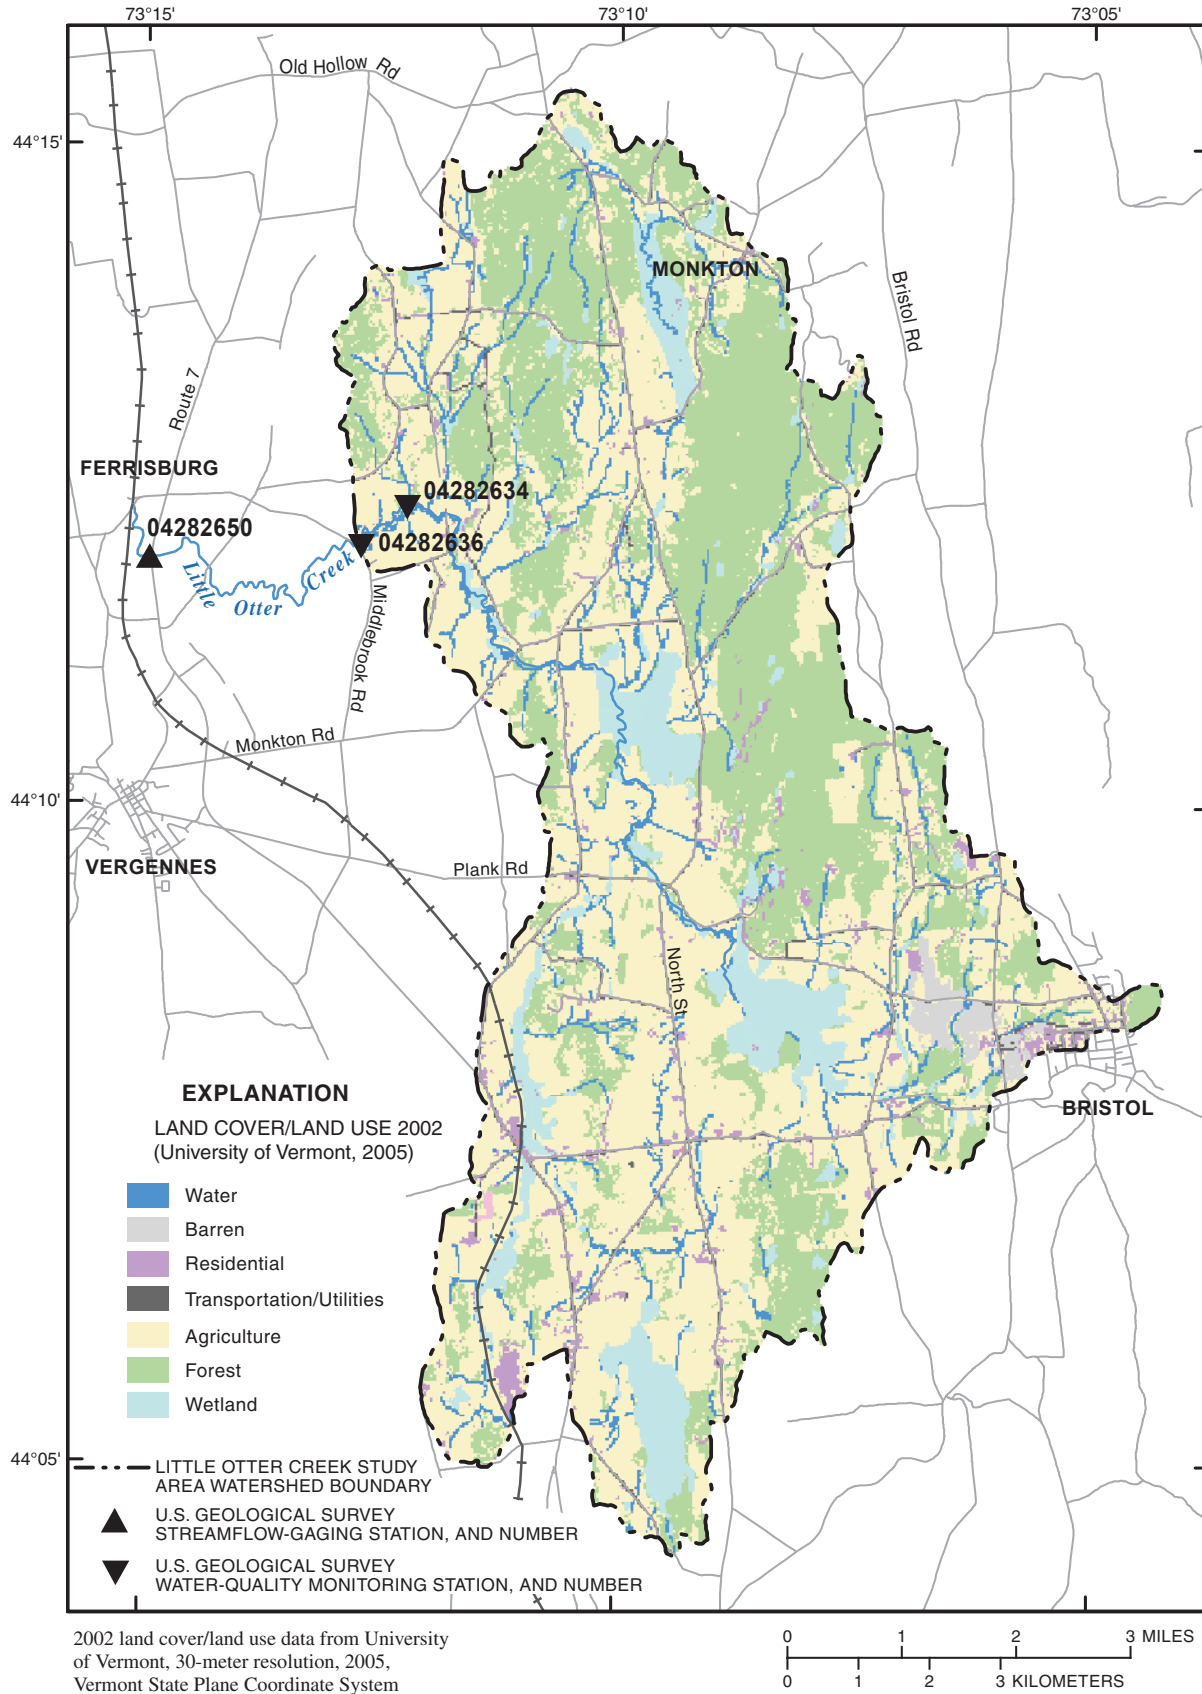 73°15'
73°10'
73°05'
Old Hollow Rd
44°15'
MONKTON
Bristol Rd
Route 7
FERRISBURG
04282634
04282650
04282636
Little
Otter
Creek
Middlebrook Rd
Monkton Rd
44°10'
VERGENNES
Plank Rd
North St
BRISTOL
EXPLANATION
LAND COVER/LAND USE 2002
(University of Vermont, 2005)
Water
Barren
Residential
Transportation/Utilities
Agriculture
Forest
Wetland
44°05'
LITTLE OTTER CREEK STUDY
AREA WATERSHED BOUNDARY
U.S. GEOLOGICAL SURVEY
STREAMFLOW-GAGING STATION, AND NUMBER
U.S. GEOLOGICAL SURVEY
WATER-QUALITY MONITORING STATION, AND NUMBER
2002 land cover/land use data from University
of Vermont, 30-meter resolution, 2005,
Vermont State Plane Coordinate System
0 1 2 3 MILES
0 1 2 3 KILOMETERS